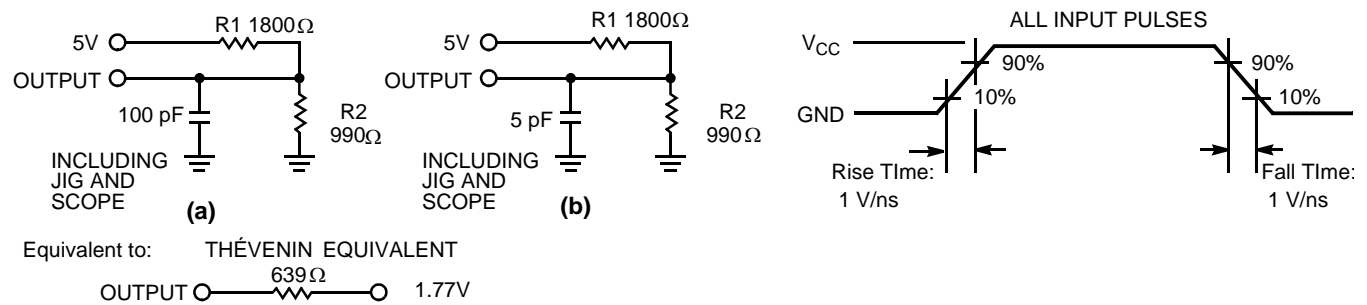 R1 1800Ω
5V
OUTPUT
100 pF
R2
990Ω
INCLUDING
JIG AND
SCOPE
(a)
R1 1800Ω
5V
OUTPUT
5 pF
R2
990Ω
INCLUDING
JIG AND
SCOPE
(b)
ALL INPUT PULSES
VCC
90%
10%
GND
90%
10%
Rise TIme:
1 V/ns
Fall TIme:
1 V/ns
Equivalent to: THÉVENIN EQUIVALENT
639Ω
OUTPUT 1.77V